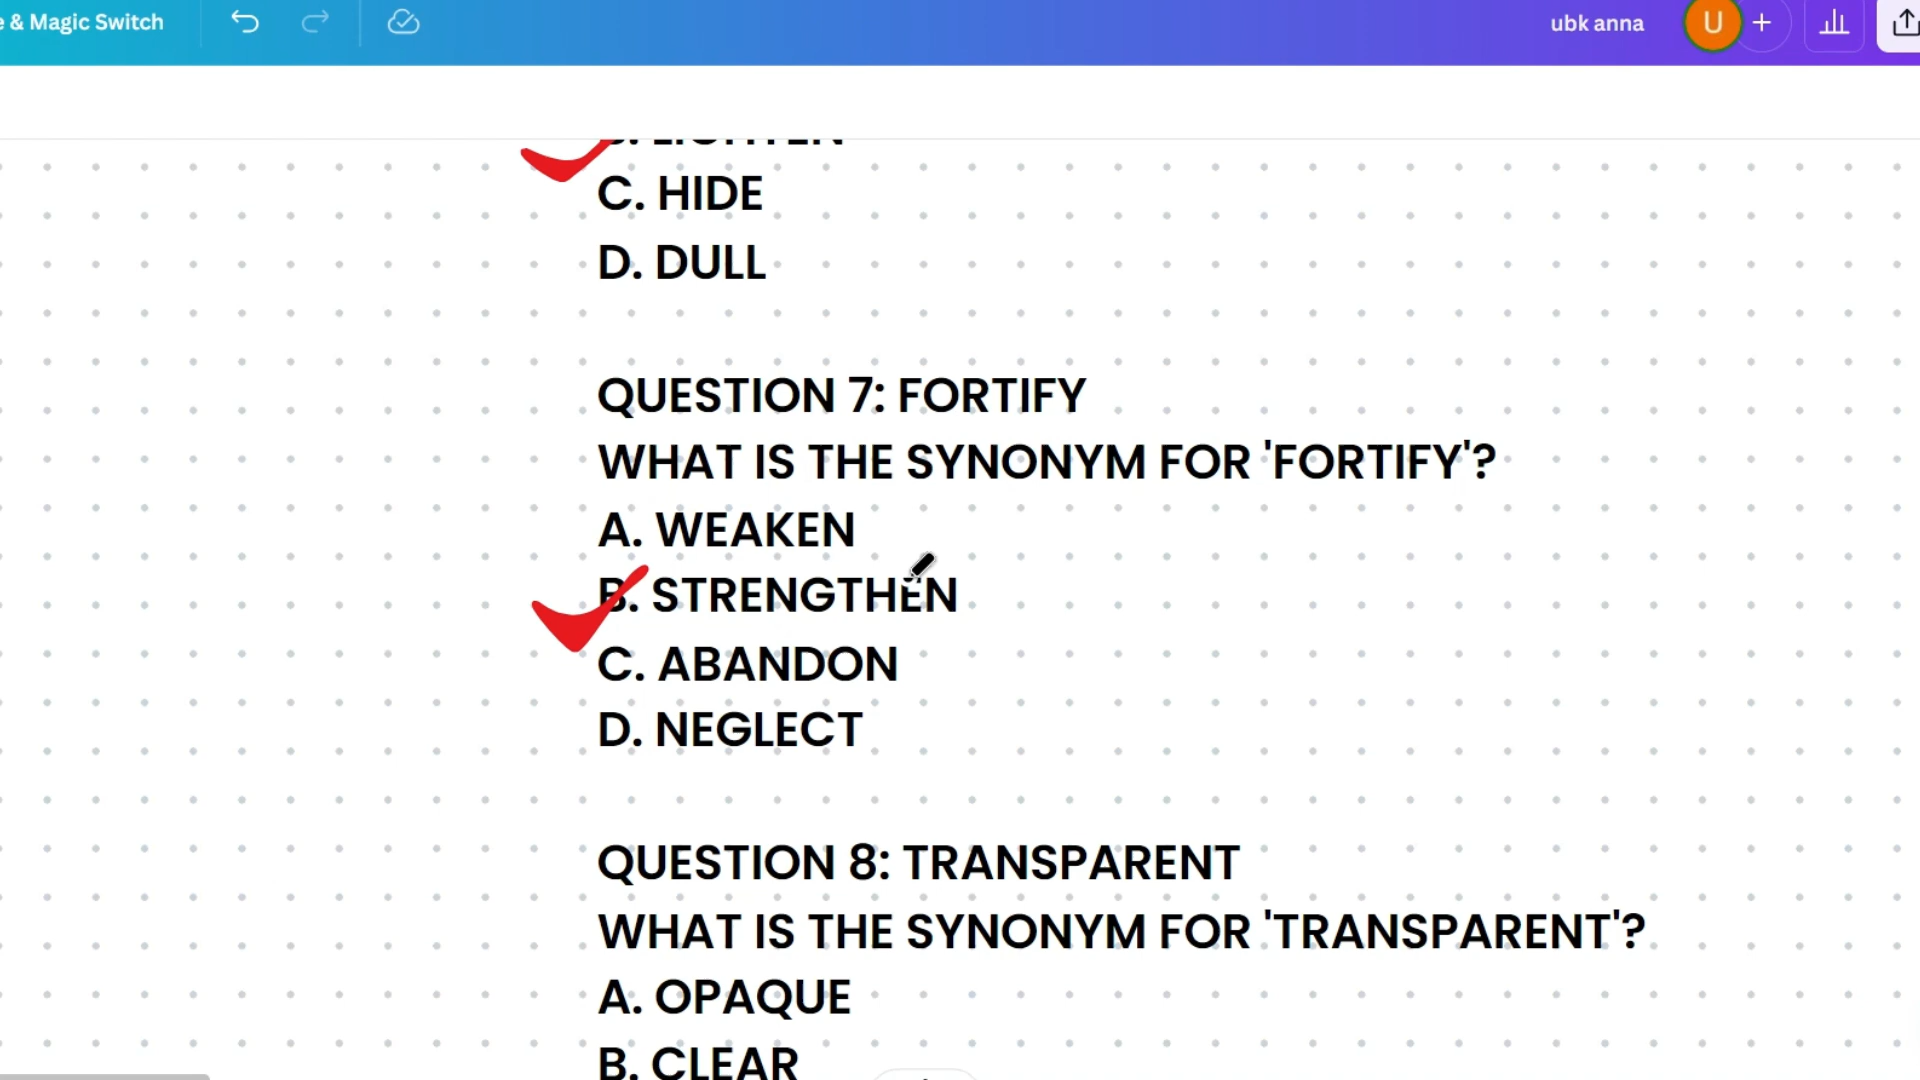 & Magic Switch
ubk anna
U
B. LIGHTEN
C. HIDE
D. DULL
QUESTION 7: FORTIFY
WHAT IS THE SYNONYM FOR 'FORTIFY'?
A. WEAKEN
B. STRENGTHEN
C. ABANDON
D. NEGLECT
QUESTION 8: TRANSPARENT
WHAT IS THE SYNONYM FOR 'TRANSPARENT'?
A. OPAQUE
B. CLEAR